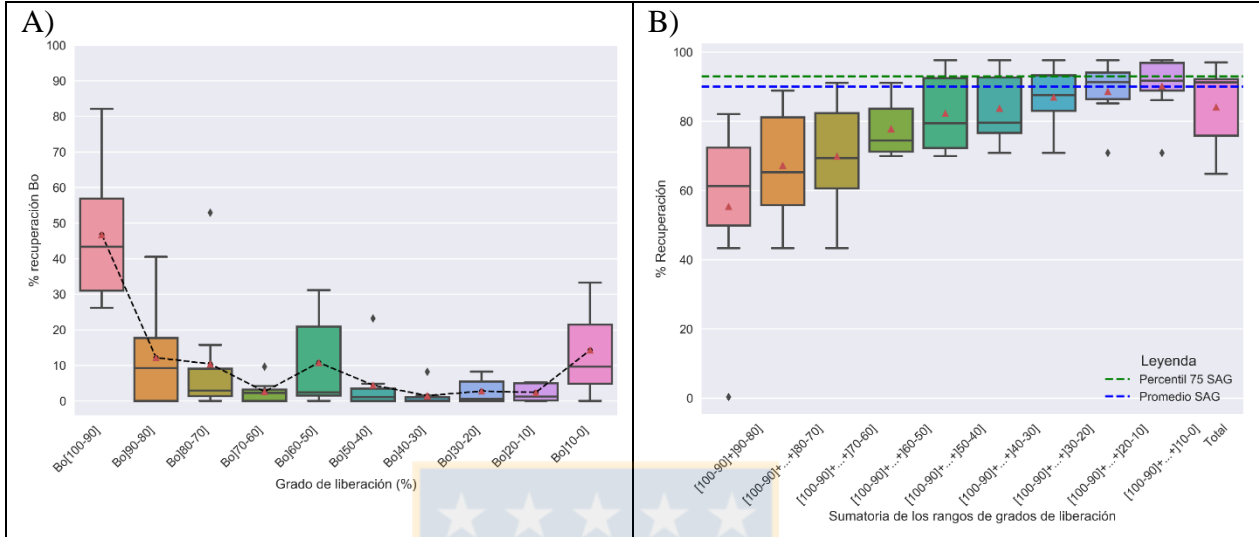 A)
100
90
80
70
60
50
40
30
20
10
0
% recuperación Bo
Bo[100-90]
Bo]90-80]
Bo]80-70]
Bo]70-60]
Bo]60-50]
Bo]50-40]
Bo]40-30]
Bo]30-20]
Bo]20-10]
Bo]10-0]
Grado de liberación (%)
B)
100
80
60
40
20
0
% Recuperación
Leyenda
Percentil 75 SAG
Promedio SAG
[100-90]+]90-80]
[100-90]+...+]80-70]
[100-90]+...+]70-60]
[100-90]+...+]60-50]
[100-90]+...+]50-40]
[100-90]+...+]40-30]
[100-90]+...+]30-20]
[100-90]+...+]20-10]
[100-90]+...+]10-0]
Total
Sumatoria de los rangos de grados de liberación